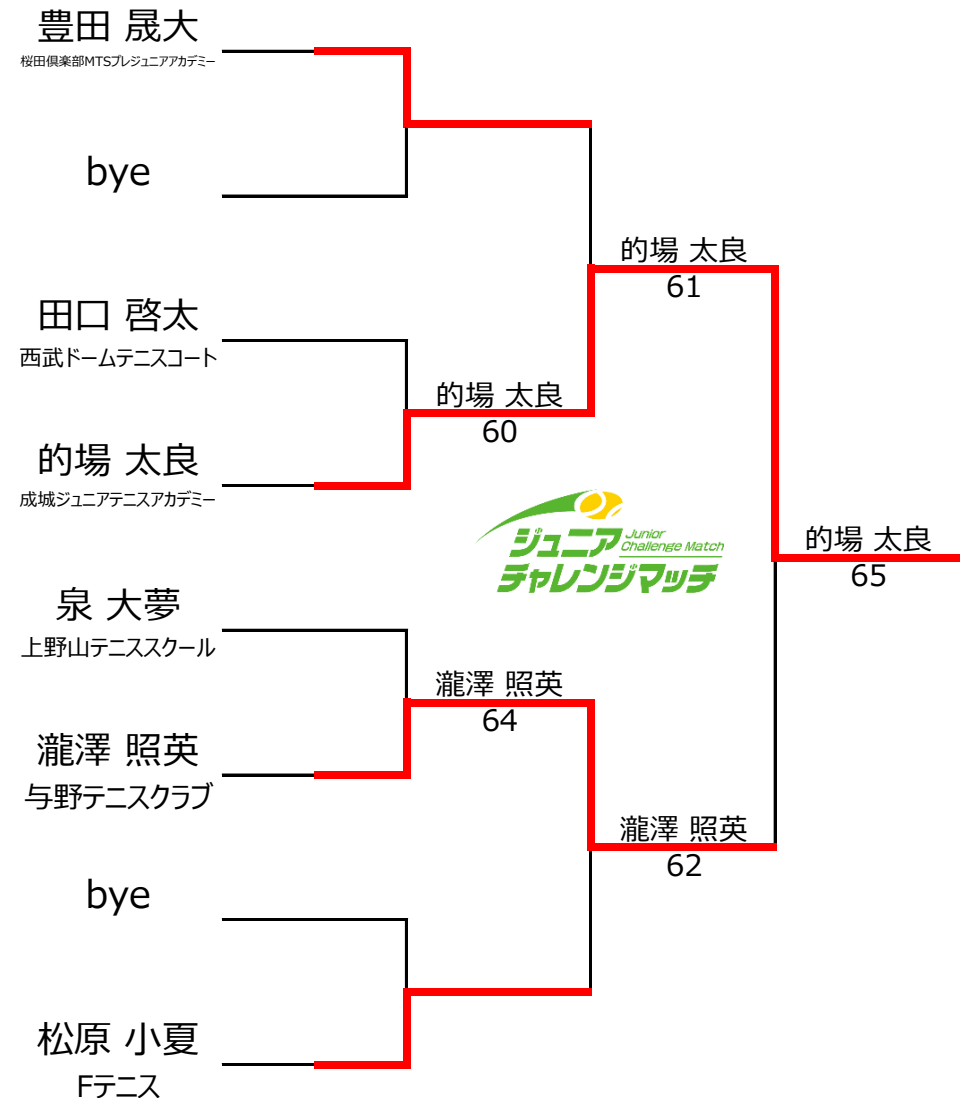 豊田 晟大
桜田倶楽部MTSプレジュニアアカデミー
bye
田口 啓太
西武ドームテニスコート
的場 太良
成城ジュニアテニスアカデミー
泉 大夢
上野山テニススクール
瀧澤 照英
与野テニスクラブ
bye
松原 小夏
Fテニス
的場 太良
60
瀧澤 照英
64
的場 太良
61
瀧澤 照英
62
的場 太良
65
ジュニア
Junior
Challenge Match
チャレンジマッチ